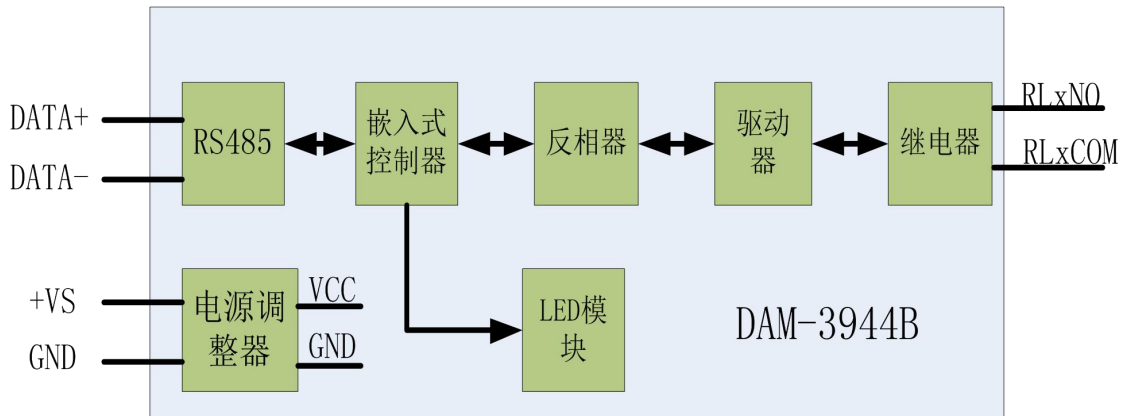 DATA+
DATA-
RS485
嵌入式
控制器
反相器
驱动
器
继电器
RLxNO
RLxCOM
+VS
GND
电源调
整器
VCC
GND
LED模
块
DAM-3944B